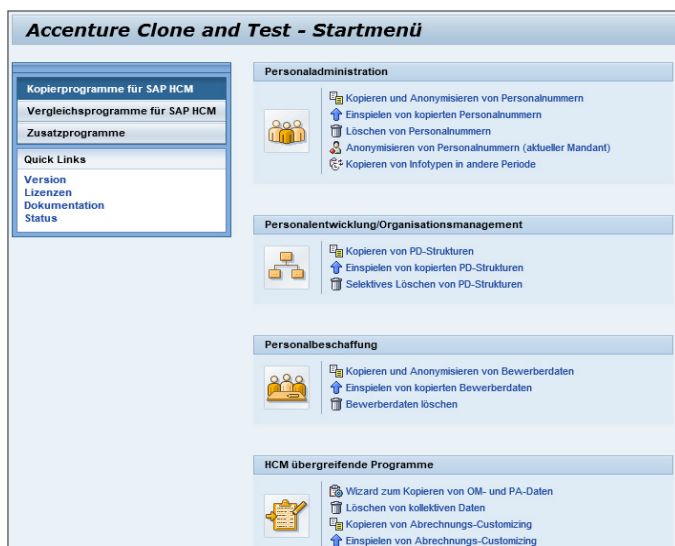 Accenture Clone and Test - Startmenü
Kopierprogramme für SAP HCM
Vergleichsprogramme für SAP HCM
Zusatzprogramme
Quick Links
Version
Lizenzen
Dokumentation
Status
Personaladministration
Kopieren und Anonymisieren von Personalnummern
Einspielen von kopierten Personalnummern
Löschen von Personalnummern
Anonymisieren von Personalnummern (aktueller Mandant)
Kopieren von Infotypen in andere Periode
Personalentwicklung/Organisationsmanagement
Kopieren von PD-Strukturen
Einspielen von kopierten PD-Strukturen
Selektives Löschen von PD-Strukturen
Personalbeschaffung
Kopieren und Anonymisieren von Bewerberdaten
Einspielen von kopierten Bewerberdaten
Bewerberdaten löschen
HCM übergreifende Programme
Wizard zum Kopieren von OM- und PA-Daten
Löschen von kollektiven Daten
Kopieren von Abrechnungs-Customizing
Einspielen von Abrechnungs-Customizing